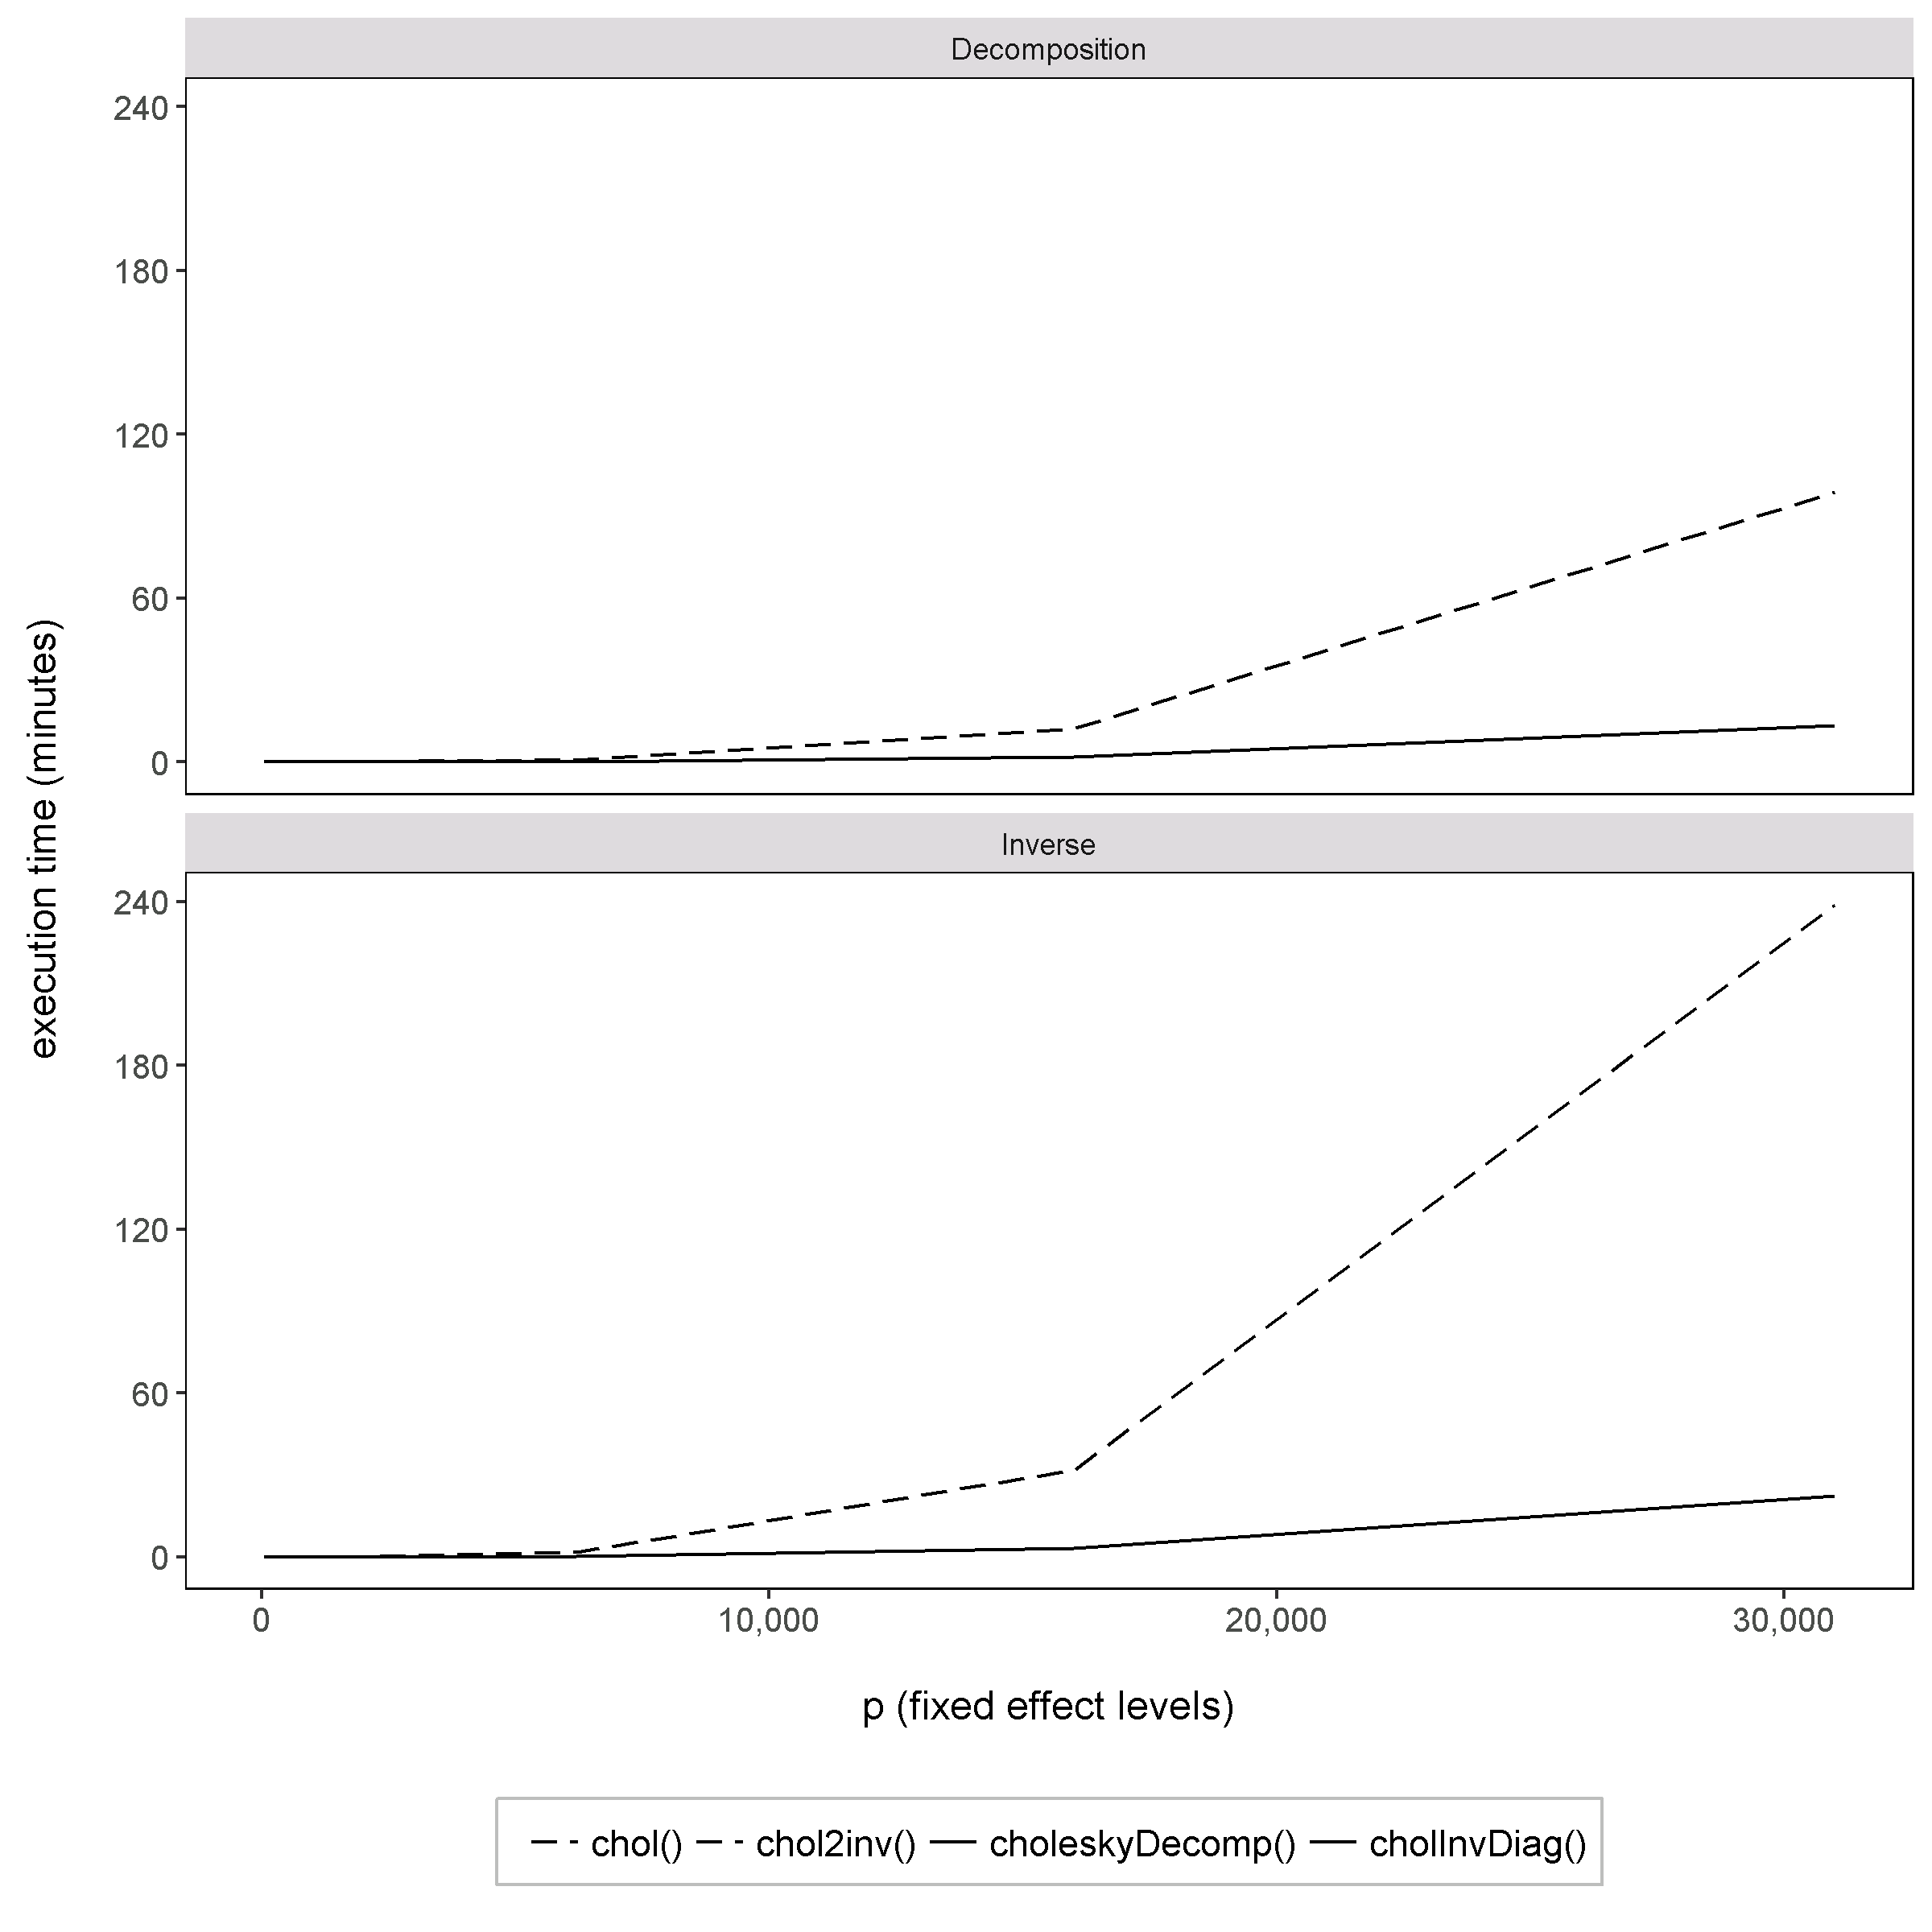 Decomposition
240
180
120
60
0
execution time (minutes)
Inverse
240
180
120
60
0
0 10,000 20,000 30,000
p (fixed effect levels)
chol() chol2inv() choleskyDecomp() cholInvDiag()